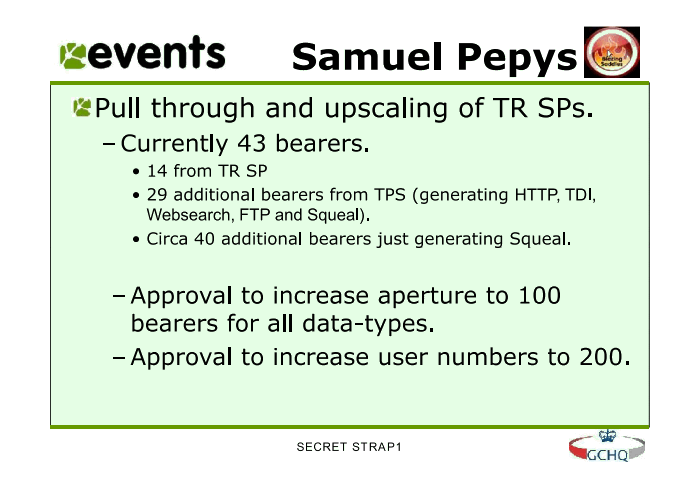 events
Samuel Pepys
Blazing
Saddles
Pull through and upscaling of TR SPs.
– Currently 43 bearers.
• 14 from TR SP
• 29 additional bearers from TPS (generating HTTP, TDI,
Websearch, FTP and Squeal).
• Circa 40 additional bearers just generating Squeal.
– Approval to increase aperture to 100
bearers for all data-types.
– Approval to increase user numbers to 200.
SECRET STRAP1
GCHQ